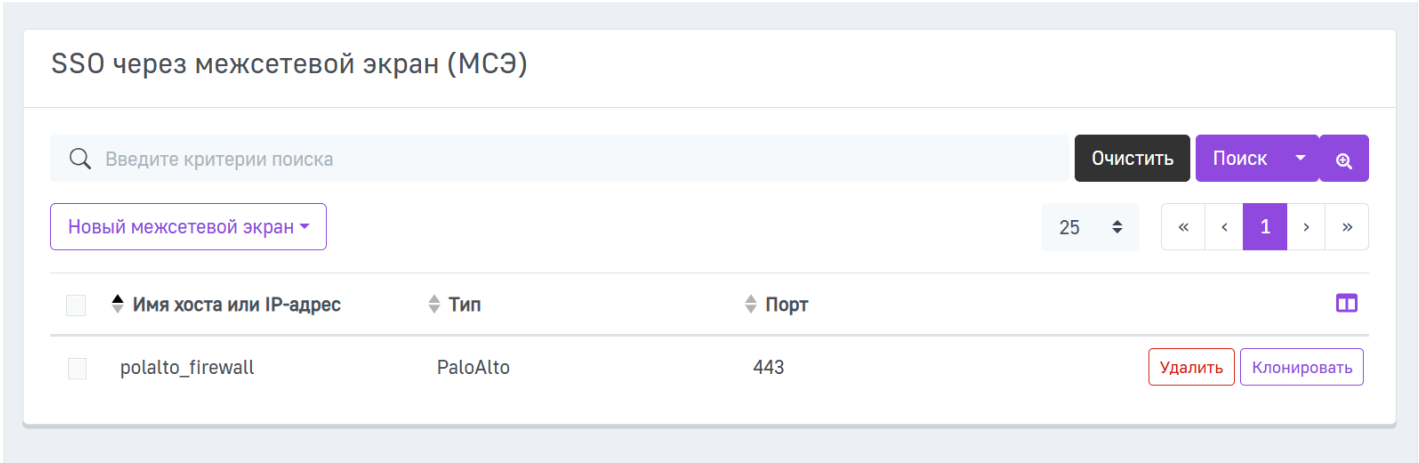 SSO через межсетевой экран (МСЭ)
Введите критерии поиска
Очистить
Поиск
Новый межсетевой экран
25
« ‹ 1 › »
Имя хоста или IP-адрес Тип Порт
polalto_firewall PaloAlto 443 Удалить Клонировать